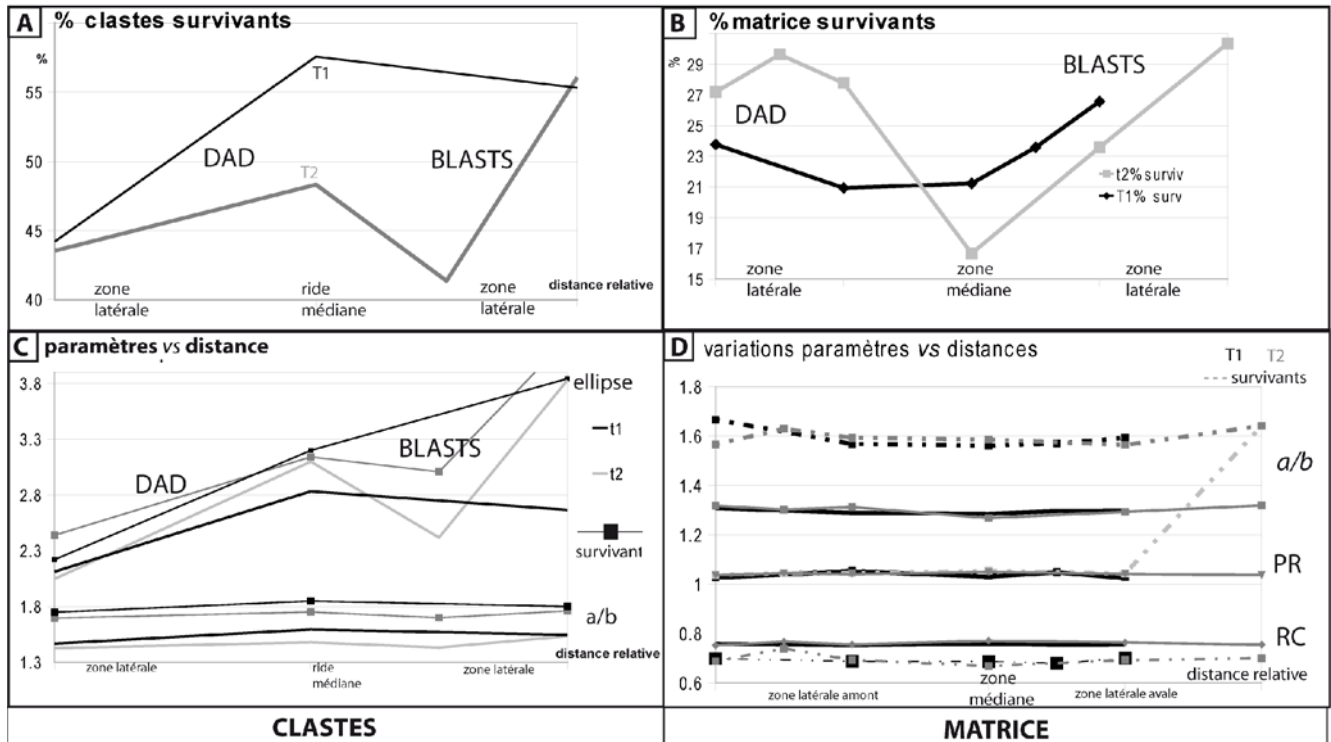 A % clastes survivants
%
55
50
45
40
T1
DAD
T2
BLASTS
zone
latérale
ride
médiane
zone
latérale
distance relative
B % matrice survivants
%
29
27
25
23
21
19
17
15
DAD
BLASTS
t2% surviv
T1% surv
zone
latérale
zone
médiane
zone
latérale
C paramètres vs distance
3.8
3.3
2.8
2.3
1.8
1.3
ellipse
t1
t2
survivant
DAD
BLASTS
a/b
distance relative
zone latérale
ride
médiane
zone latérale
D variations paramètres vs distances
T1 T2
survivants
1.8
1.6
1.4
1.2
1
0.8
0.6
a/b
PR
RC
distance relative
zone latérale amont
zone
médiane
zone latérale avale
CLASTES
MATRICE